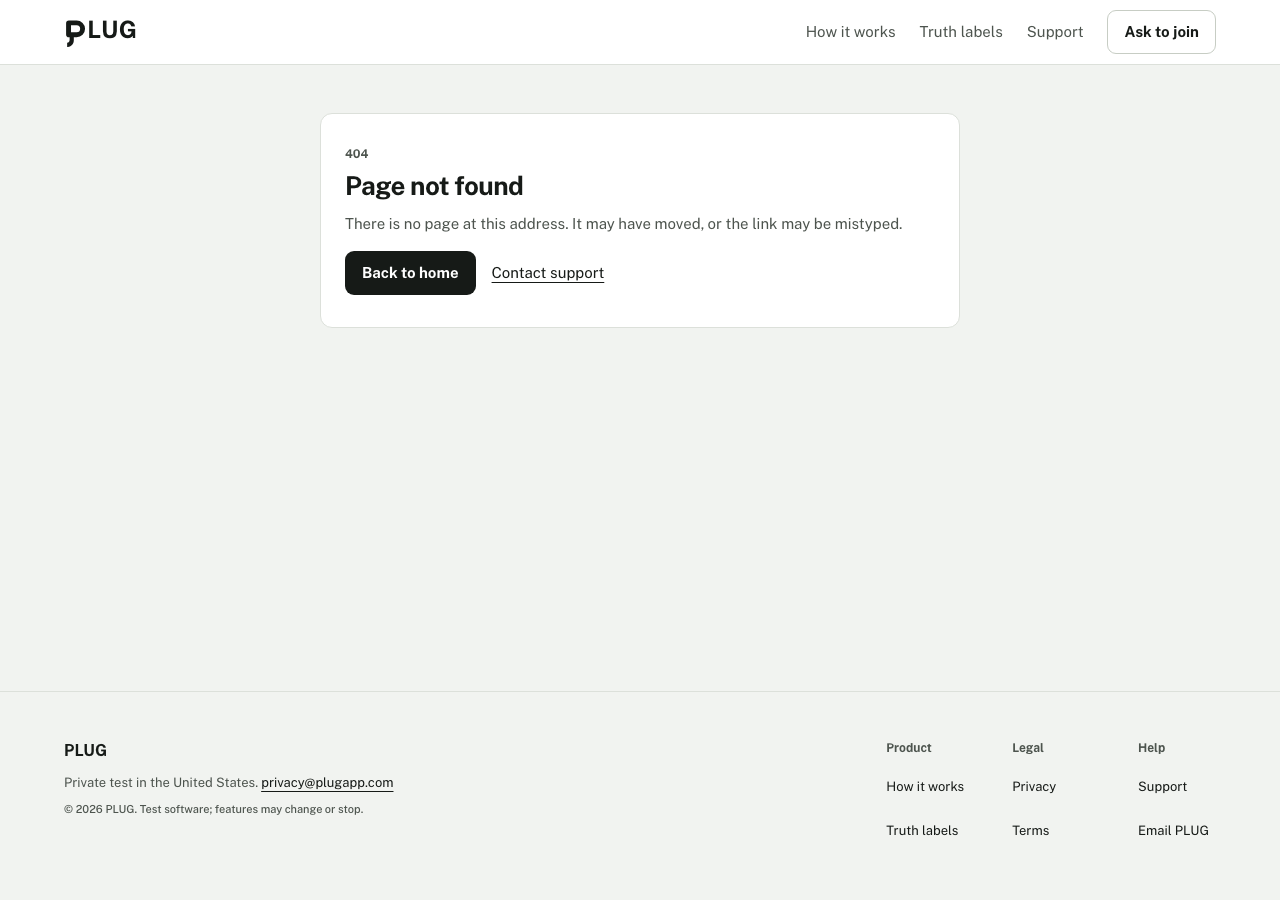 PLUG
How it works
Truth labels
Support
Ask to join
404
Page not found
There is no page at this address. It may have moved, or the link may be mistyped.
Back to home
Contact support
PLUG
Private test in the United States. privacy@plugapp.com
© 2026 PLUG. Test software; features may change or stop.
Product
How it works
Truth labels
Legal
Privacy
Terms
Help
Support
Email PLUG